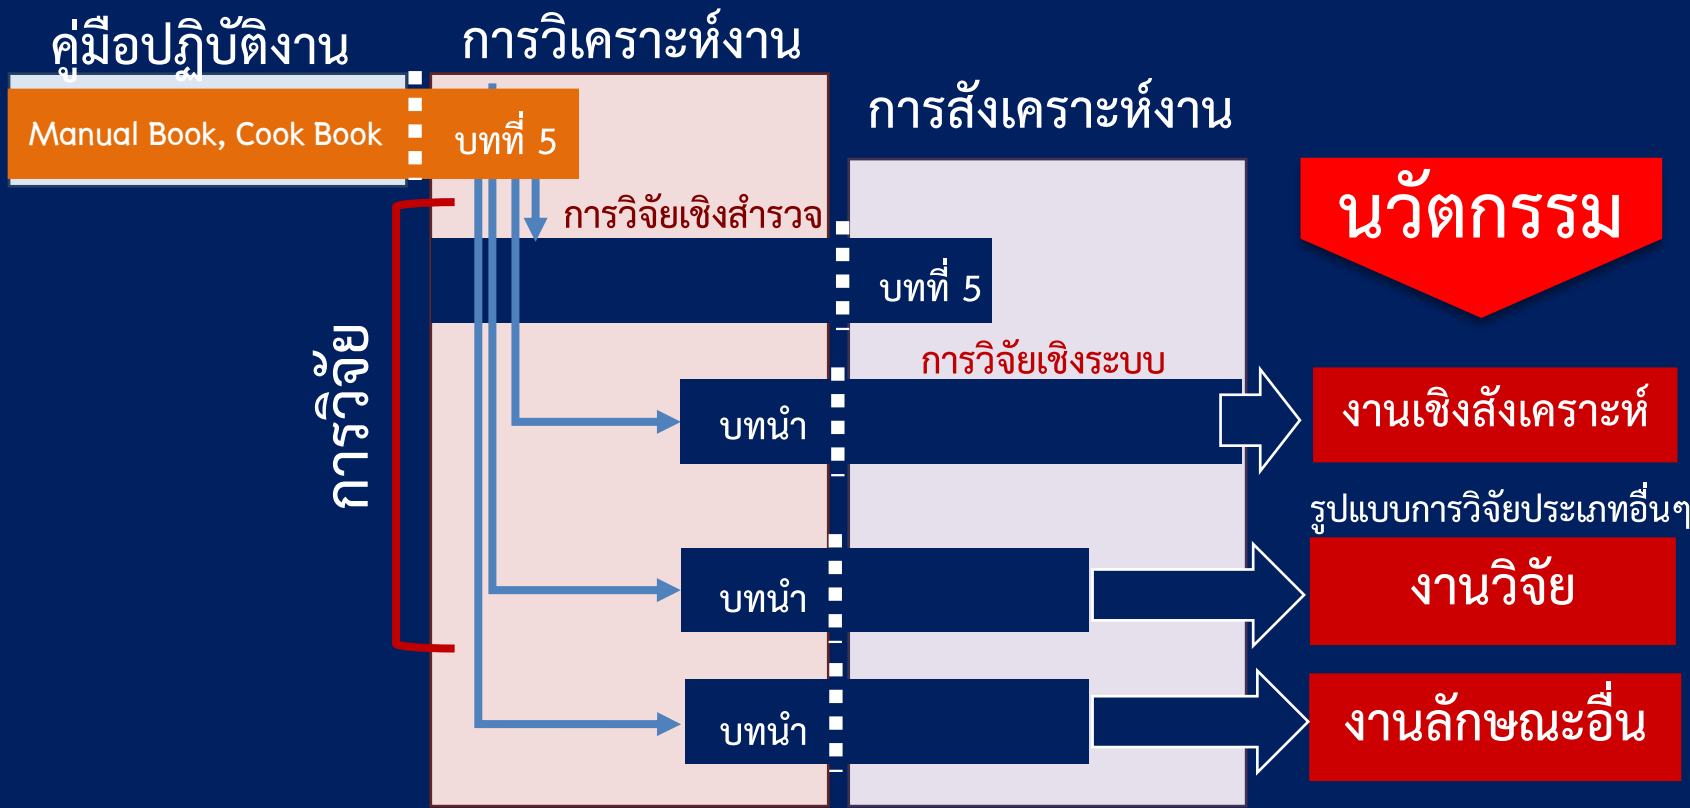 คู่มือปฏิบัติงาน
การวิเคราะห์งาน
การสังเคราะห์งาน
Manual Book, Cook Book
บทที่ 5
นวัตกรรม
การวิจัยเชิงสำรวจ
บทที่ 5
การวิจัย
การวิจัยเชิงระบบ
บทนำ
งานเชิงสังเคราะห์
รูปแบบการวิจัยประเภทอื่นๆ
บทนำ
งานวิจัย
บทนำ
งานลักษณะอื่น